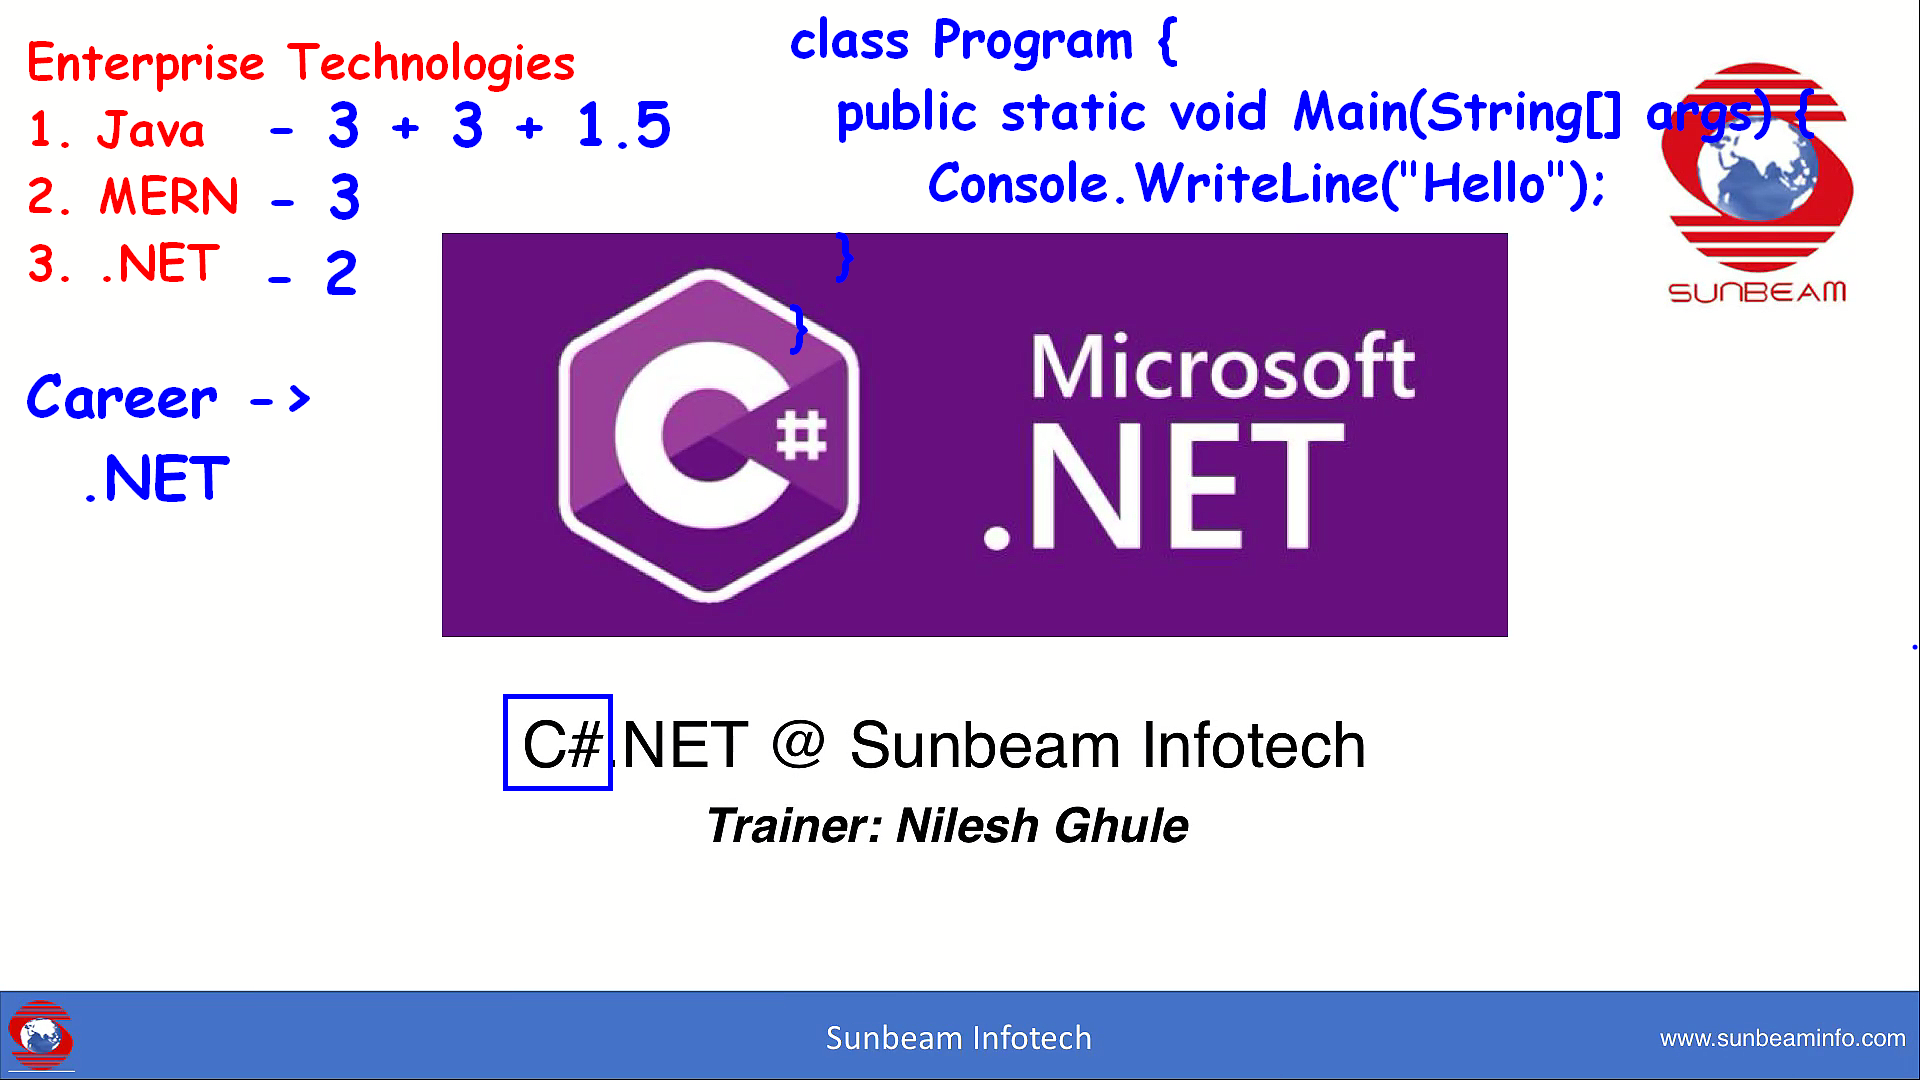 Enterprise Technologies
1. Java - 3 + 3 + 1.5
2. MERN - 3
3. .NET - 2
Career ->
.NET
class Program {
public static void Main(String[] args) {
Console.WriteLine("Hello");
}
}
SUNBEAM
C#
Microsoft
.NET
C#.NET @ Sunbeam Infotech
Trainer: Nilesh Ghule
Sunbeam Infotech
www.sunbeaminfo.com